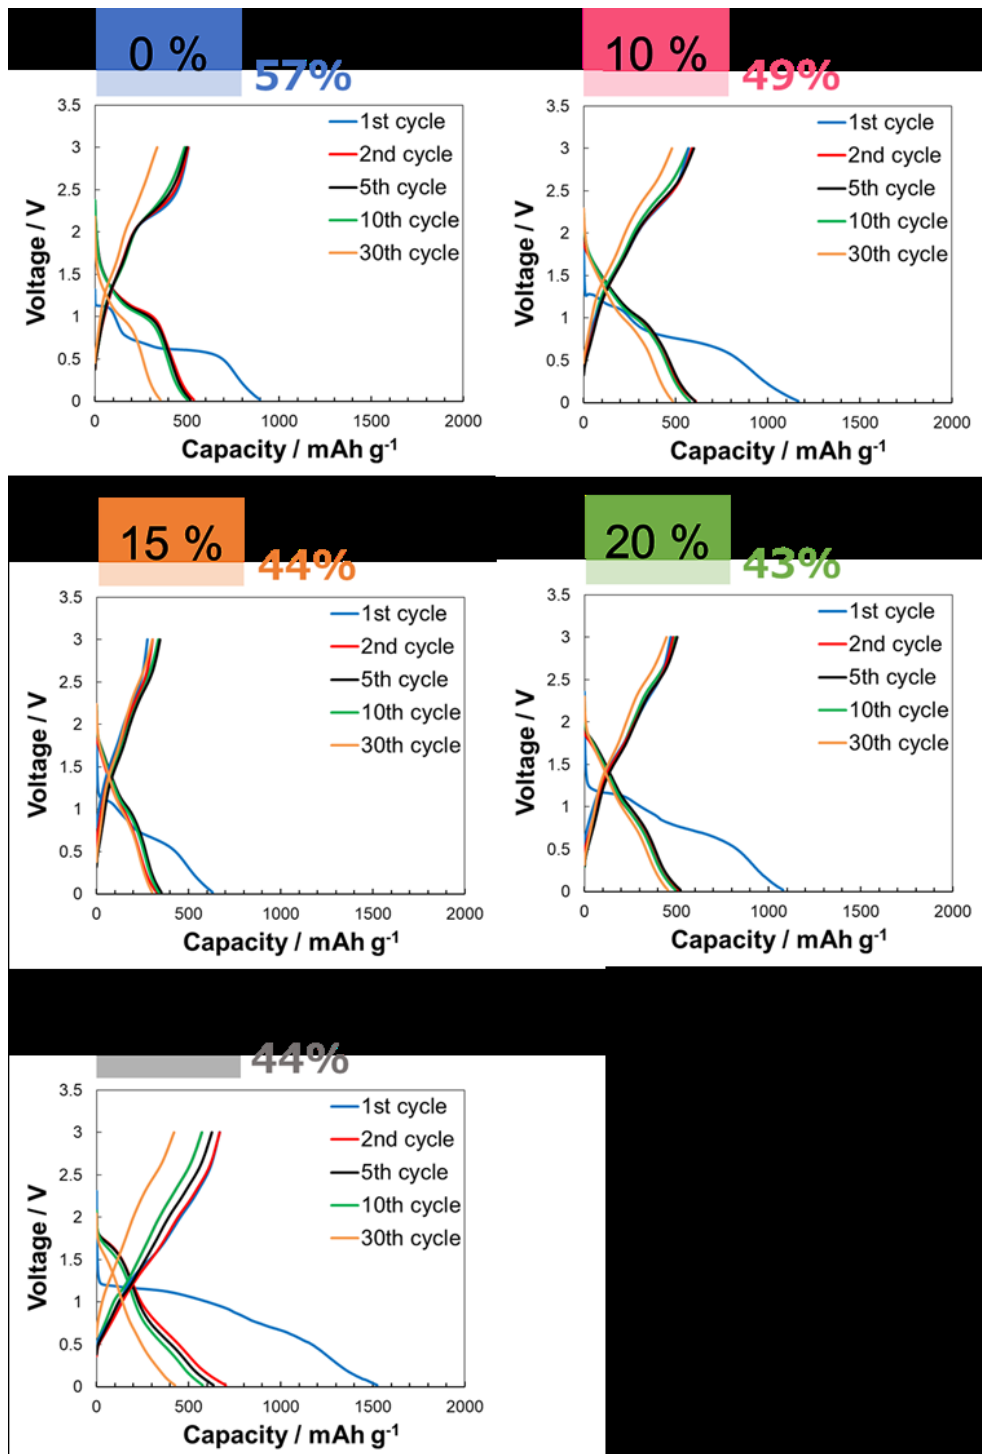 0 %
57%
3.5
3
2.5
2
1.5
1
0.5
0
Voltage / V
1st cycle
2nd cycle
5th cycle
10th cycle
30th cycle
0 500 1000 1500 2000
Capacity / mAh g-1
10 %
49%
3.5
3
2.5
2
1.5
1
0.5
0
Voltage / V
1st cycle
2nd cycle
5th cycle
10th cycle
30th cycle
0 500 1000 1500 2000
Capacity / mAh g-1
15 %
44%
3.5
3
2.5
2
1.5
1
0.5
0
Voltage / V
1st cycle
2nd cycle
5th cycle
10th cycle
30th cycle
0 500 1000 1500 2000
Capacity / mAh g-1
20 %
43%
3.5
3
2.5
2
1.5
1
0.5
0
Voltage / V
1st cycle
2nd cycle
5th cycle
10th cycle
30th cycle
0 500 1000 1500 2000
Capacity / mAh g-1
44%
3.5
3
2.5
2
1.5
1
0.5
0
Voltage / V
1st cycle
2nd cycle
5th cycle
10th cycle
30th cycle
0 500 1000 1500 2000
Capacity / mAh g-1